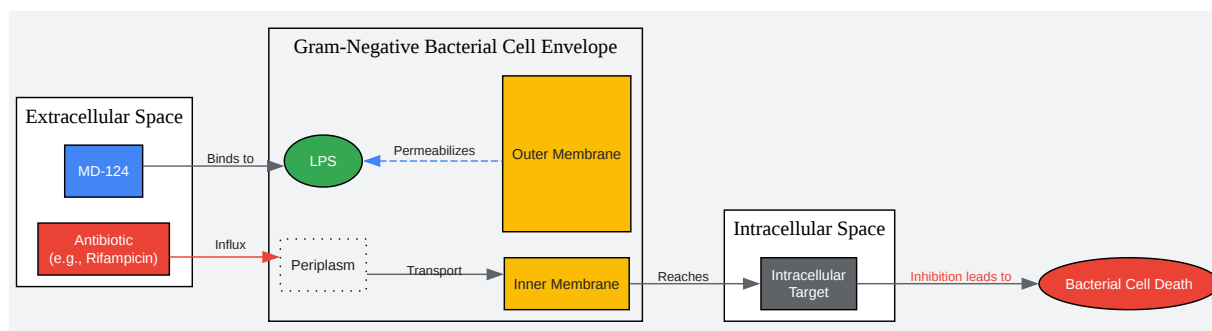 Gram-Negative Bacterial Cell Envelope
Extracellular Space
MD-124
Binds to
LPS
Permeabilizes
Outer Membrane
Antibiotic
(e.g., Rifampicin)
Influx
Periplasm
Transport
Inner Membrane
Reaches
Intracellular Space
Intracellular
Target
Inhibition leads to
Bacterial Cell Death